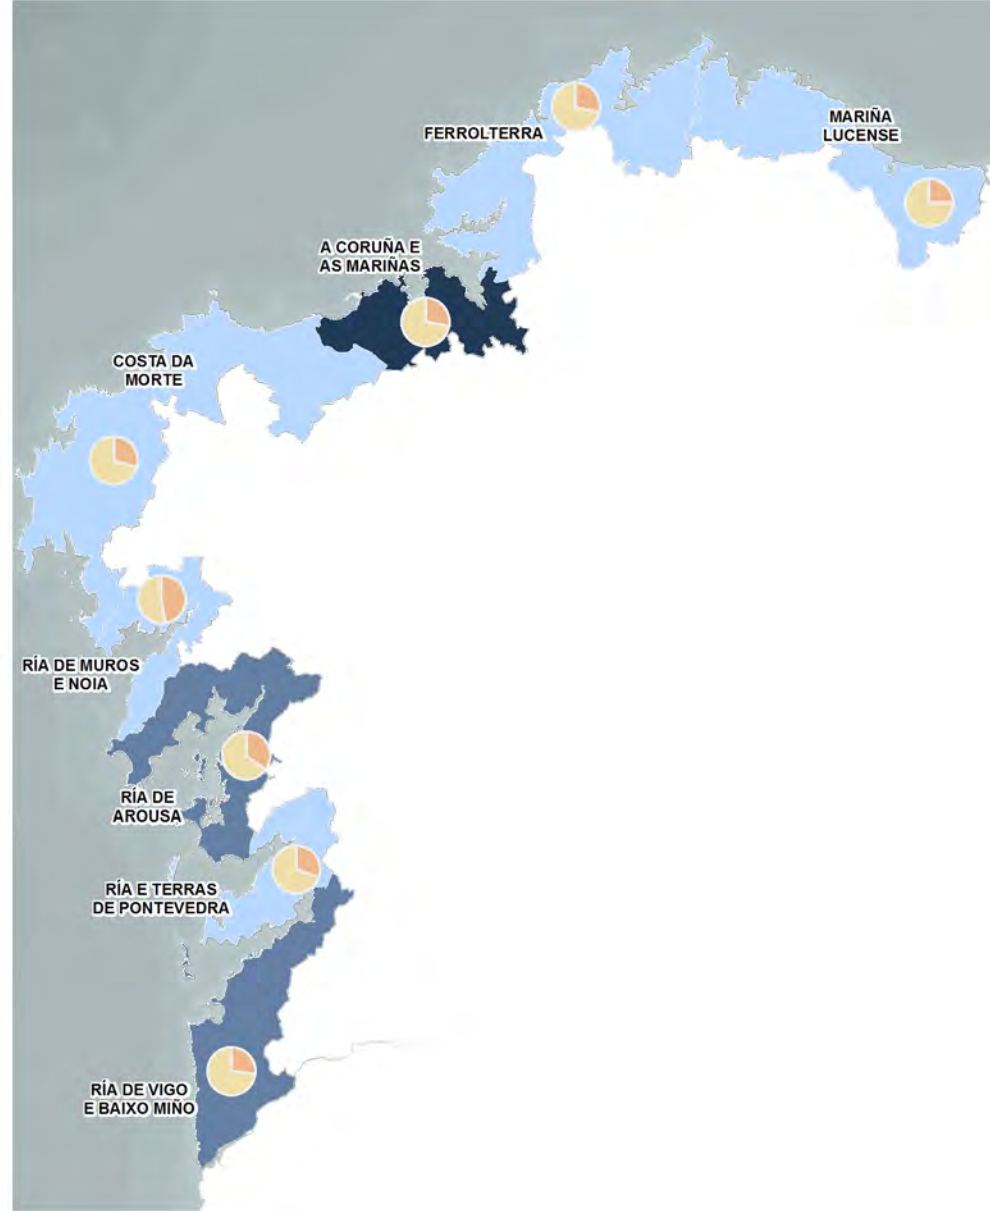 FERROLTERRA
MARIÑA
LUCENSE
A CORUÑA E
AS MARIÑAS
COSTA DA
MORTE
RÍA DE MUROS
E NOIA
RÍA DE
AROUSA
RÍA E TERRAS
DE PONTEVEDRA
RÍA DE VIGO
E BAIXO MIÑO